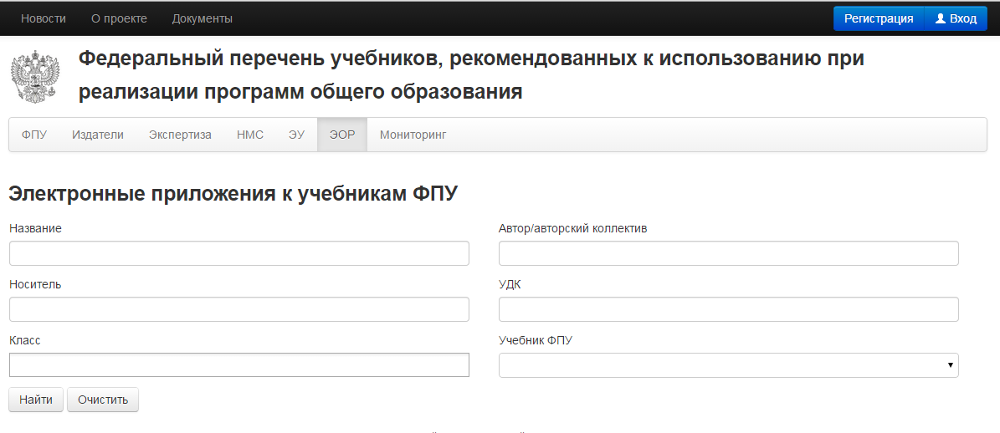 Новости О проекте Документы Регистрация Вход
Федеральный перечень учебников, рекомендованных к использованию при
реализации программ общего образования
ФПУ Издатели Экспертиза НМС ЭУ ЭОР Мониторинг
Электронные приложения к учебникам ФПУ
Название Автор/авторский коллектив
Носитель УДК
Класс Учебник ФПУ
Найти Очистить